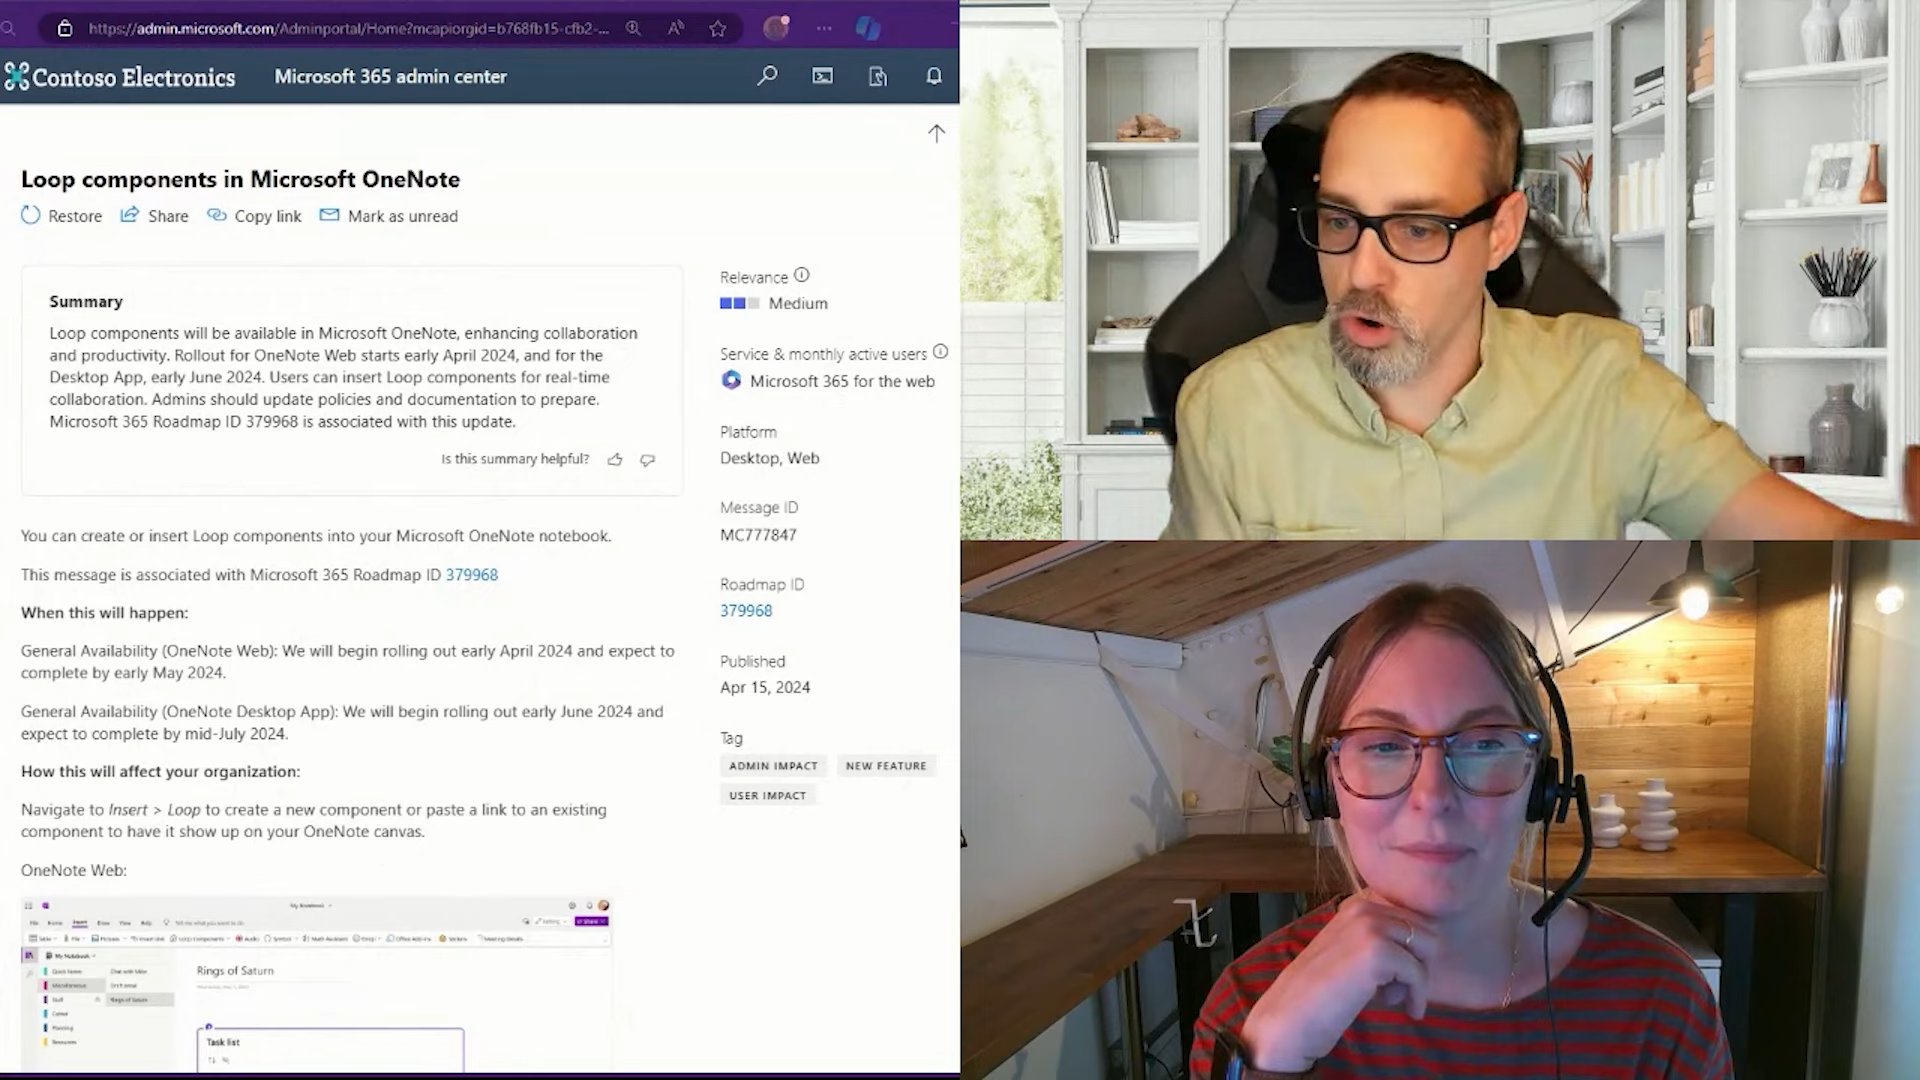 https://admin.microsoft.com/Adminportal/Home?mcapiorgid=b768fb15-cfb2-...
Contoso Electronics
Microsoft 365 admin center
Loop components in Microsoft OneNote
Restore
Share
Copy link
Mark as unread
Summary
Loop components will be available in Microsoft OneNote, enhancing collaboration
and productivity. Rollout for OneNote Web starts early April 2024, and for the
Desktop App, early June 2024. Users can insert Loop components for real-time
collaboration. Admins should update policies and documentation to prepare.
Microsoft 365 Roadmap ID 379968 is associated with this update.
Is this summary helpful?
You can create or insert Loop components into your Microsoft OneNote notebook.
This message is associated with Microsoft 365 Roadmap ID 379968
When this will happen:
General Availability (OneNote Web): We will begin rolling out early April 2024 and expect to
complete by early May 2024.
General Availability (OneNote Desktop App): We will begin rolling out early June 2024 and
expect to complete by mid-July 2024.
How this will affect your organization:
Navigate to Insert > Loop to create a new component or paste a link to an existing
component to have it show up on your OneNote canvas.
OneNote Web:
My Notebook
Rings of Saturn
Task list
Relevance
Medium
Service & monthly active users
Microsoft 365 for the web
Platform
Desktop, Web
Message ID
MC777847
Roadmap ID
379968
Published
Apr 15, 2024
Tag
ADMIN IMPACT
NEW FEATURE
USER IMPACT